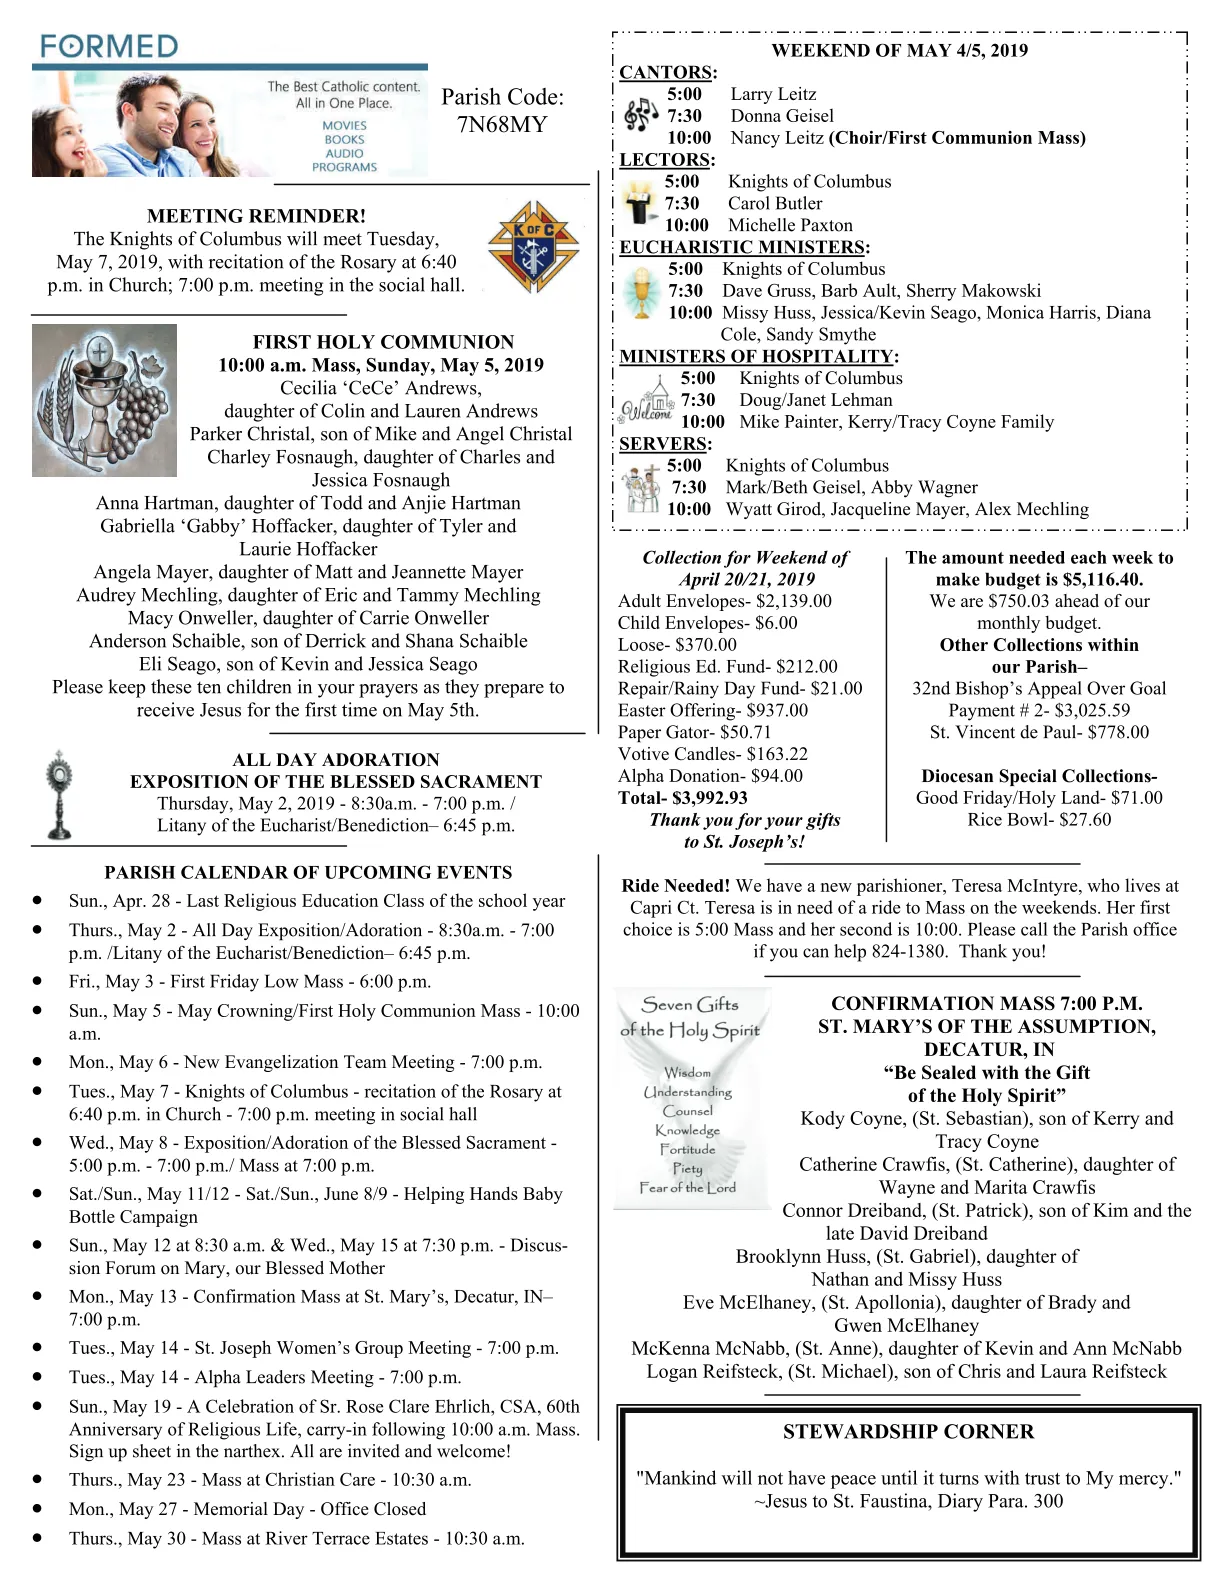 FORMED
The Best Catholic content.
All in One Place.
MOVIES
BOOKS
AUDIO
PROGRAMS
Parish Code:
7N68MY
MEETING REMINDER!
The Knights of Columbus will meet Tuesday,
May 7, 2019, with recitation of the Rosary at 6:40
p.m. in Church; 7:00 p.m. meeting in the social hall.
K OF C
FIRST HOLY COMMUNION
10:00 a.m. Mass, Sunday, May 5, 2019
Cecilia ‘CeCe’ Andrews,
daughter of Colin and Lauren Andrews
Parker Christal, son of Mike and Angel Christal
Charley Fosnaugh, daughter of Charles and
Jessica Fosnaugh
Anna Hartman, daughter of Todd and Anjie Hartman
Gabriella ‘Gabby’ Hoffacker, daughter of Tyler and
Laurie Hoffacker
Angela Mayer, daughter of Matt and Jeannette Mayer
Audrey Mechling, daughter of Eric and Tammy Mechling
Macy Onweller, daughter of Carrie Onweller
Anderson Schaible, son of Derrick and Shana Schaible
Eli Seago, son of Kevin and Jessica Seago
Please keep these ten children in your prayers as they prepare to
receive Jesus for the first time on May 5th.
ALL DAY ADORATION
EXPOSITION OF THE BLESSED SACRAMENT
Thursday, May 2, 2019 - 8:30a.m. - 7:00 p.m. /
Litany of the Eucharist/Benediction– 6:45 p.m.
PARISH CALENDAR OF UPCOMING EVENTS
● Sun., Apr. 28 - Last Religious Education Class of the school year
● Thurs., May 2 - All Day Exposition/Adoration - 8:30a.m. - 7:00
p.m. /Litany of the Eucharist/Benediction– 6:45 p.m.
● Fri., May 3 - First Friday Low Mass - 6:00 p.m.
● Sun., May 5 - May Crowning/First Holy Communion Mass - 10:00
a.m.
● Mon., May 6 - New Evangelization Team Meeting - 7:00 p.m.
● Tues., May 7 - Knights of Columbus - recitation of the Rosary at
6:40 p.m. in Church - 7:00 p.m. meeting in social hall
● Wed., May 8 - Exposition/Adoration of the Blessed Sacrament -
5:00 p.m. - 7:00 p.m./ Mass at 7:00 p.m.
● Sat./Sun., May 11/12 - Sat./Sun., June 8/9 - Helping Hands Baby
Bottle Campaign
● Sun., May 12 at 8:30 a.m. & Wed., May 15 at 7:30 p.m. - Discus-
sion Forum on Mary, our Blessed Mother
● Mon., May 13 - Confirmation Mass at St. Mary’s, Decatur, IN–
7:00 p.m.
● Tues., May 14 - St. Joseph Women’s Group Meeting - 7:00 p.m.
● Tues., May 14 - Alpha Leaders Meeting - 7:00 p.m.
● Sun., May 19 - A Celebration of Sr. Rose Clare Ehrlich, CSA, 60th
Anniversary of Religious Life, carry-in following 10:00 a.m. Mass.
Sign up sheet in the narthex. All are invited and welcome!
● Thurs., May 23 - Mass at Christian Care - 10:30 a.m.
● Mon., May 27 - Memorial Day - Office Closed
● Thurs., May 30 - Mass at River Terrace Estates - 10:30 a.m.
WEEKEND OF MAY 4/5, 2019
CANTORS:
5:00 Larry Leitz
7:30 Donna Geisel
10:00 Nancy Leitz (Choir/First Communion Mass)
LECTORS:
5:00 Knights of Columbus
7:30 Carol Butler
10:00 Michelle Paxton
EUCHARISTIC MINISTERS:
5:00 Knights of Columbus
7:30 Dave Gruss, Barb Ault, Sherry Makowski
10:00 Missy Huss, Jessica/Kevin Seago, Monica Harris, Diana
Cole, Sandy Smythe
MINISTERS OF HOSPITALITY:
5:00 Knights of Columbus
Welcome
7:30 Doug/Janet Lehman
10:00 Mike Painter, Kerry/Tracy Coyne Family
SERVERS:
5:00 Knights of Columbus
7:30 Mark/Beth Geisel, Abby Wagner
10:00 Wyatt Girod, Jacqueline Mayer, Alex Mechling
Collection for Weekend of
April 20/21, 2019
Adult Envelopes- $2,139.00
Child Envelopes- $6.00
Loose- $370.00
Religious Ed. Fund- $212.00
Repair/Rainy Day Fund- $21.00
Easter Offering- $937.00
Paper Gator- $50.71
Votive Candles- $163.22
Alpha Donation- $94.00
Total- $3,992.93
Thank you for your gifts
to St. Joseph’s!
The amount needed each week to
make budget is $5,116.40.
We are $750.03 ahead of our
monthly budget.
Other Collections within
our Parish–
32nd Bishop’s Appeal Over Goal
Payment # 2- $3,025.59
St. Vincent de Paul- $778.00
Diocesan Special Collections-
Good Friday/Holy Land- $71.00
Rice Bowl- $27.60
Ride Needed! We have a new parishioner, Teresa McIntyre, who lives at
Capri Ct. Teresa is in need of a ride to Mass on the weekends. Her first
choice is 5:00 Mass and her second is 10:00. Please call the Parish office
if you can help 824-1380. Thank you!
Seven Gifts
of the Holy Spirit
Wisdom
Understanding
Counsel
Knowledge
Fortitude
Piety
Fear of the Lord
CONFIRMATION MASS 7:00 P.M.
ST. MARY’S OF THE ASSUMPTION,
DECATUR, IN
“Be Sealed with the Gift
of the Holy Spirit”
Kody Coyne, (St. Sebastian), son of Kerry and
Tracy Coyne
Catherine Crawfis, (St. Catherine), daughter of
Wayne and Marita Crawfis
Connor Dreiband, (St. Patrick), son of Kim and the
late David Dreiband
Brooklynn Huss, (St. Gabriel), daughter of
Nathan and Missy Huss
Eve McElhaney, (St. Apollonia), daughter of Brady and
Gwen McElhaney
McKenna McNabb, (St. Anne), daughter of Kevin and Ann McNabb
Logan Reifsteck, (St. Michael), son of Chris and Laura Reifsteck
STEWARDSHIP CORNER
"Mankind will not have peace until it turns with trust to My mercy."
~Jesus to St. Faustina, Diary Para. 300